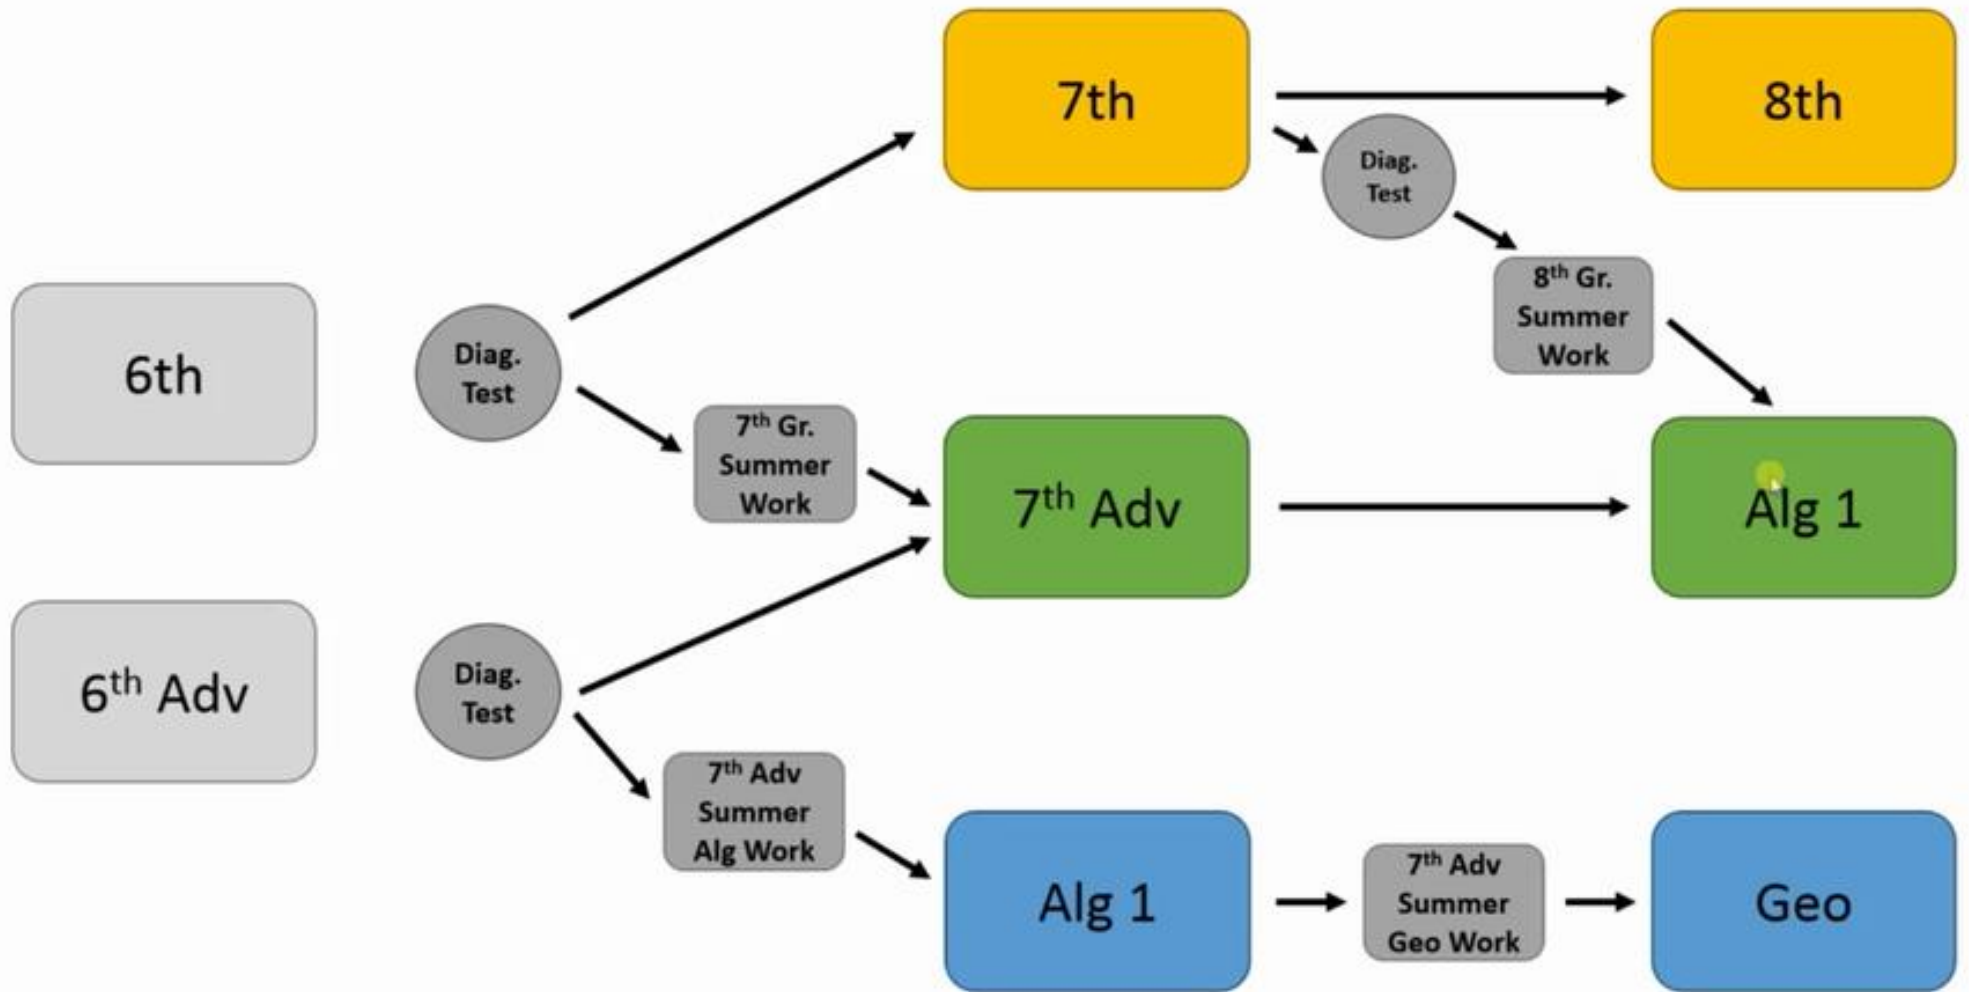 7th
8th
Diag.
Test
8th Gr.
Summer
Work
6th
Diag.
Test
7th Gr.
Summer
Work
7th Adv
Alg 1
6th Adv
Diag.
Test
7th Adv
Summer
Alg Work
Alg 1
7th Adv
Summer
Geo Work
Geo